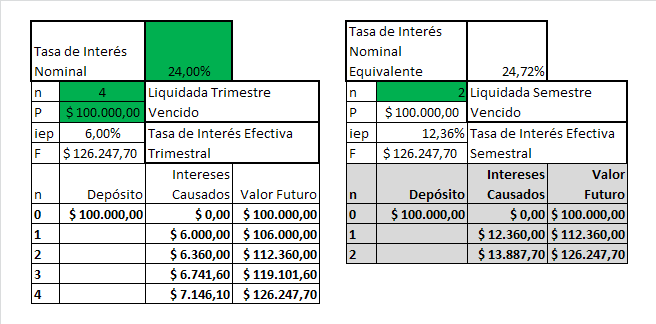 Tasa de Interés
Nominal 24,00%
n 4 Liquidada Trimestre
P $ 100.000,00 Vencido
iep 6,00% Tasa de Interés Efectiva
F $ 126.247,70 Trimestral
Intereses
n Depósito Causados Valor Futuro
0 $ 100.000,00 $ 0,00 $ 100.000,00
1 $ 6.000,00 $ 106.000,00
2 $ 6.360,00 $ 112.360,00
3 $ 6.741,60 $ 119.101,60
4 $ 7.146,10 $ 126.247,70
Tasa de Interés
Nominal
Equivalente 24,72%
n 2 Liquidada Semestre
P $ 100.000,00 Vencido
iep 12,36% Tasa de Interés Efectiva
F $ 126.247,70 Semestral
Intereses Valor
n Depósito Causados Futuro
0 $ 100.000,00 $ 0,00 $ 100.000,00
1 $ 12.360,00 $ 112.360,00
2 $ 13.887,70 $ 126.247,70